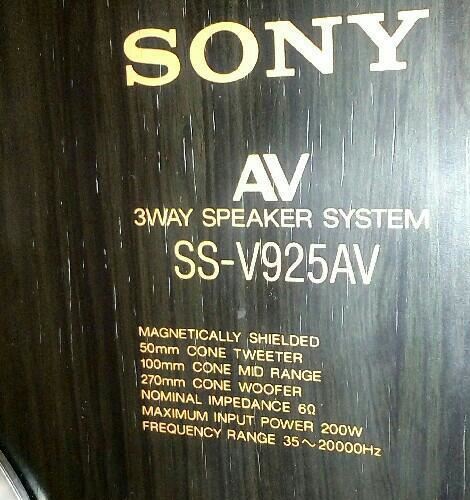 SONY
AV
3WAY SPEAKER SYSTEM
SS-V925AV
MAGNETICALLY SHIELDED
50mm CONE TWEETER
100mm CONE MID RANGE
270mm CONE WOOFER
NOMINAL IMPEDANCE 6Ω
MAXIMUM INPUT POWER 200W
FREQUENCY RANGE 35～20000Hz